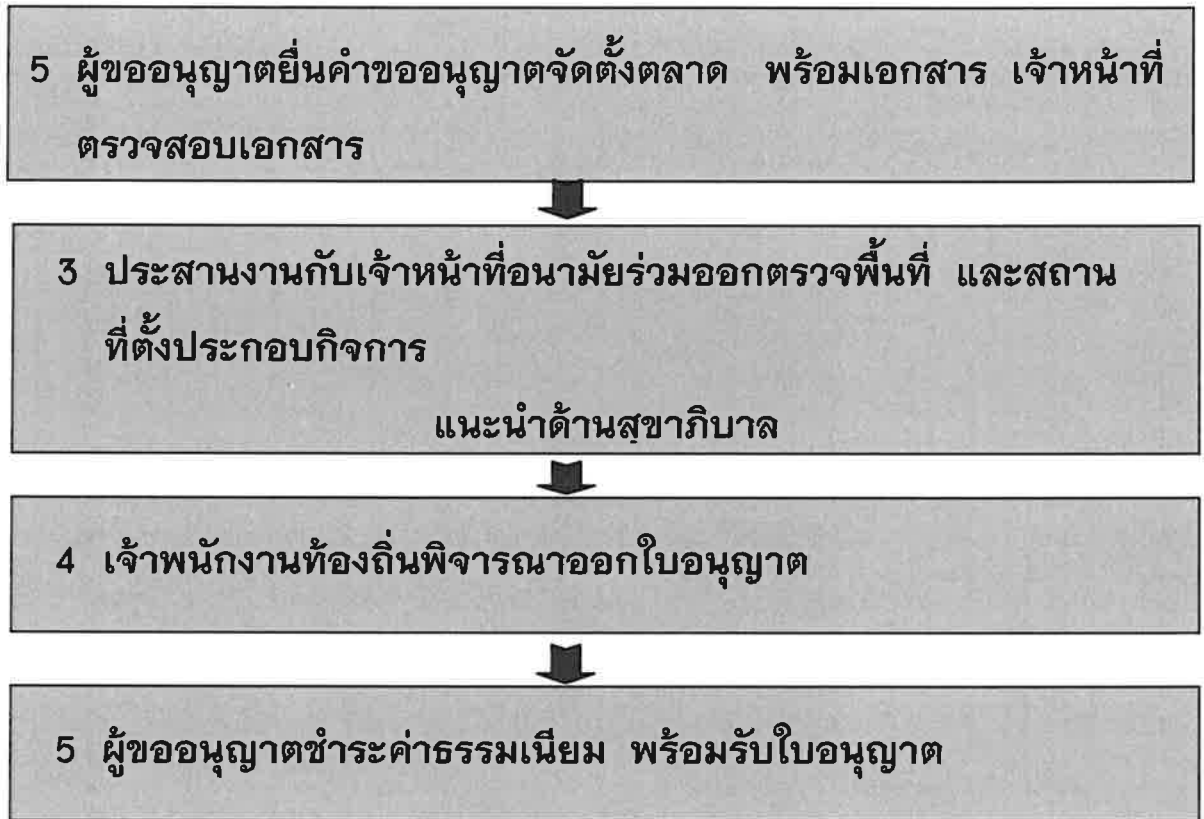 5 ผู้ขออนุญาตยื่นคำขออนุญาตจัดตั้งตลาด พร้อมเอกสาร เจ้าหน้าที่
ตรวจสอบเอกสาร
3 ประสานงานกับเจ้าหน้าที่อนามัยร่วมออกตรวจพื้นที่ และสถาน
ที่ตั้งประกอบกิจการ
แนะนำด้านสุขาภิบาล
4 เจ้าพนักงานท้องถิ่นพิจารณาออกใบอนุญาต
5 ผู้ขออนุญาตชำระค่าธรรมเนียม พร้อมรับใบอนุญาต